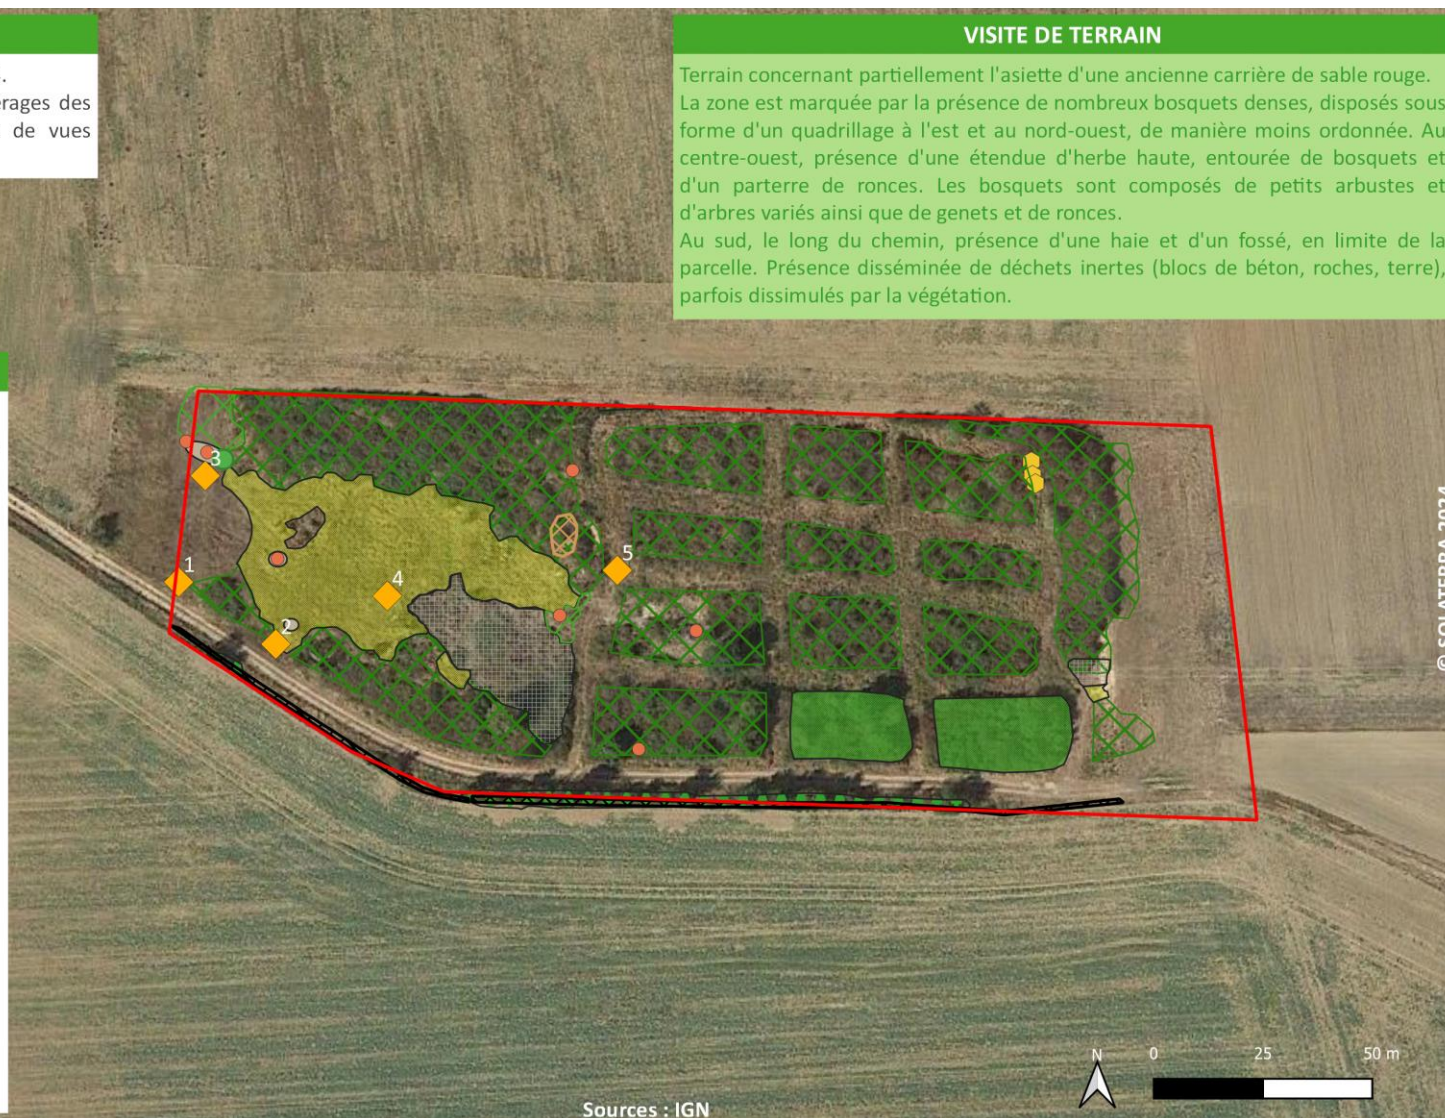 .
érages des
de vues
VISITE DE TERRAIN
Terrain concernant partiellement l'asiette d'une ancienne carrière de sable rouge.
La zone est marquée par la présence de nombreux bosquets denses, disposés sous
forme d'un quadrillage à l'est et au nord-ouest, de manière moins ordonnée. Au
centre-ouest, présence d'une étendue d'herbe haute, entourée de bosquets et
d'un parterre de ronces. Les bosquets sont composés de petits arbustes et
d'arbres variés ainsi que de genets et de ronces.
Au sud, le long du chemin, présence d'une haie et d'un fossé, en limite de la
parcelle. Présence disséminée de déchets inertes (blocs de béton, roches, terre),
parfois dissimulés par la végétation.
3
1
5
4
2
© SOLATERRA 2024
N
0 25 50 m
Sources : IGN